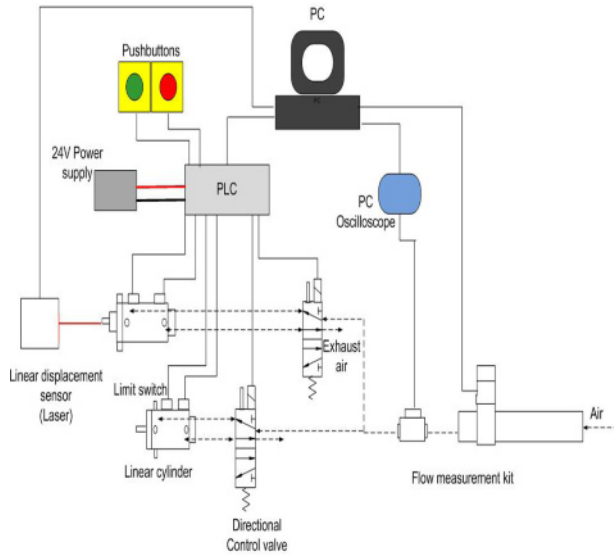 PC
Pushbuttons
PC
24V Power
supply
PLC
PC
Oscilloscope
Exhaust
air
Linear displacement
sensor
(Laser)
Limit switch
Air
Linear cylinder
Flow measurement kit
Directional
Control valve